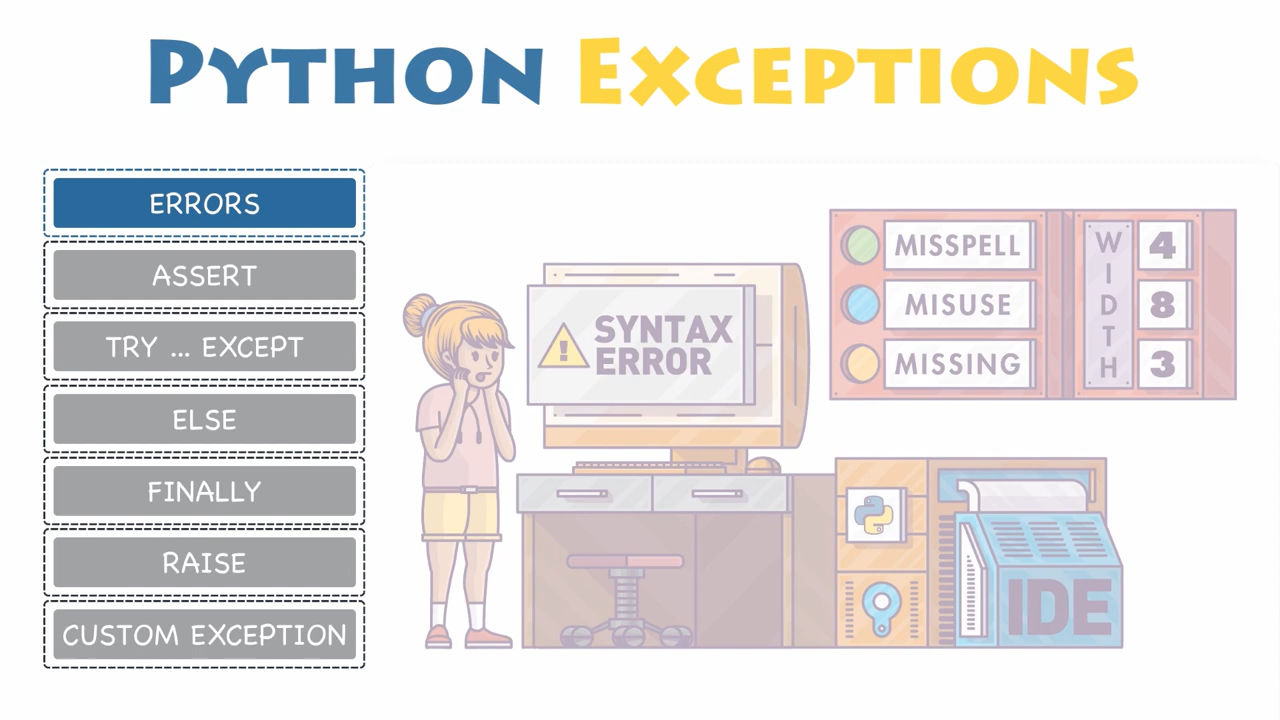 PYTHON EXCEPTIONS
ERRORS
ASSERT
TRY ... EXCEPT
ELSE
FINALLY
RAISE
CUSTOM EXCEPTION
SYNTAX
ERROR
MISSPELL
MISUSE
MISSING
WIDTH
4
8
3
IDE